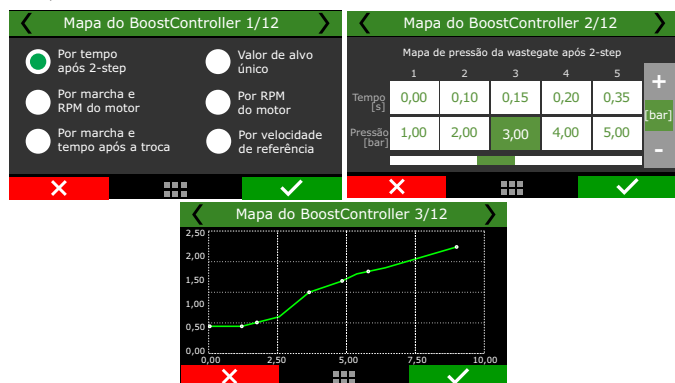 Mapa do BoostController 1/12
Por tempo
após 2-step
Valor de alvo
único
Por marcha e
RPM do motor
Por RPM
do motor
Por marcha e
tempo após a troca
Por velocidade
de referência
Mapa do BoostController 2/12
Mapa de pressão da wastegate após 2-step
1 2 3 4 5
Tempo
[s]
0,00 0,10 0,15 0,20 0,35
Pressão
[bar]
1,00 2,00 3,00 4,00 5,00
+
[bar]
-
Mapa do BoostController 3/12
2,50
2,00
1,50
1,00
0,50
0,00
0,00 2,50 5,00 7,50 10,00